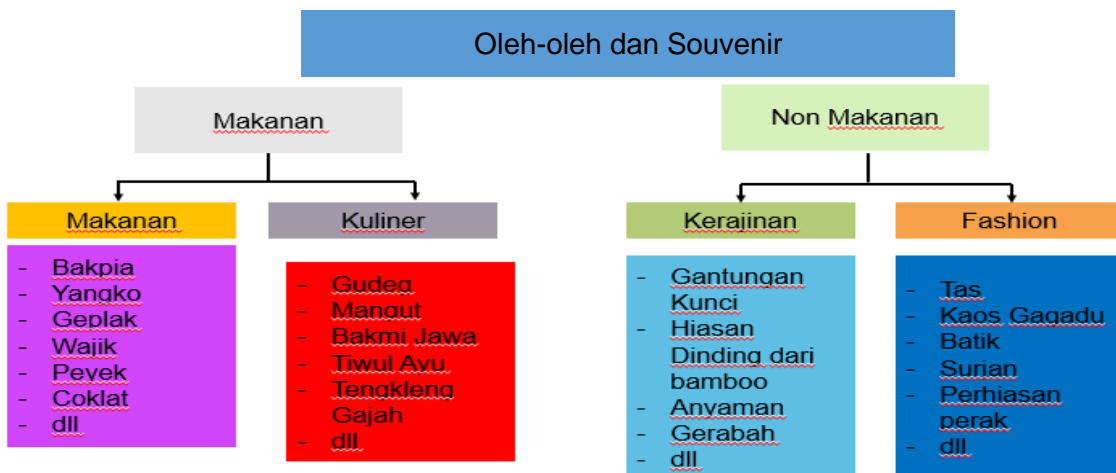 Oleh-oleh dan Souvenir
Makanan
Non Makanan
Makanan
Kuliner
Kerajinan
Fashion
- Bakpia
- Yangko
- Geplak
- Wajik
- Peyek
- Coklat
- dll
- Gudeg
- Mangut
- Bakmi Jawa
- Tiwul Ayu
- Tengkleng
Gajah
- dll
- Gantungan
Kunci
- Hiasan
Dinding dari
bamboo
- Anyaman
- Gerabah
- dll
- Tas
- Kaos Gagadu
- Batik
- Surjan
- Perhiasan
perak
- dll